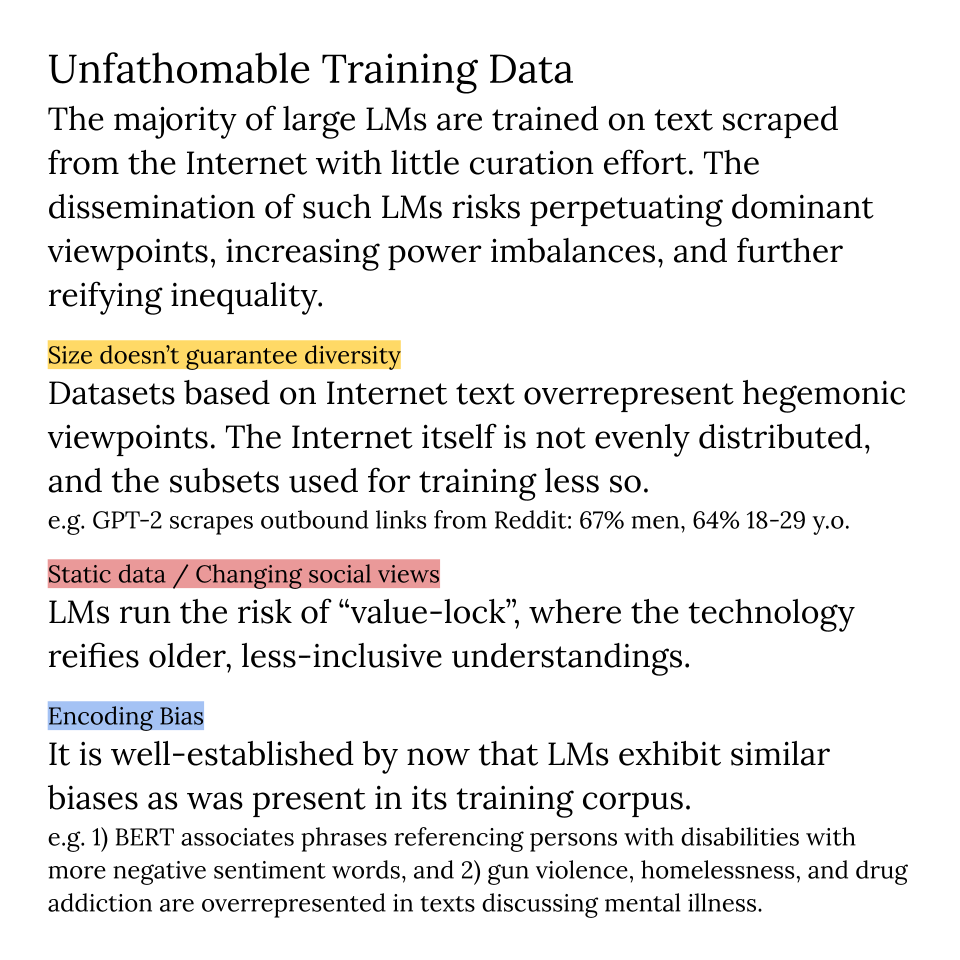 Unfathomable Training Data
The majority of large LMs are trained on text scraped
from the Internet with little curation effort. The
dissemination of such LMs risks perpetuating dominant
viewpoints, increasing power imbalances, and further
reifying inequality.
Size doesn’t guarantee diversity
Datasets based on Internet text overrepresent hegemonic
viewpoints. The Internet itself is not evenly distributed,
and the subsets used for training less so.
e.g. GPT-2 scrapes outbound links from Reddit: 67% men, 64% 18-29 y.o.
Static data / Changing social views
LMs run the risk of “value-lock”, where the technology
reifies older, less-inclusive understandings.
Encoding Bias
It is well-established by now that LMs exhibit similar
biases as was present in its training corpus.
e.g. 1) BERT associates phrases referencing persons with disabilities with
more negative sentiment words, and 2) gun violence, homelessness, and drug
addiction are overrepresented in texts discussing mental illness.